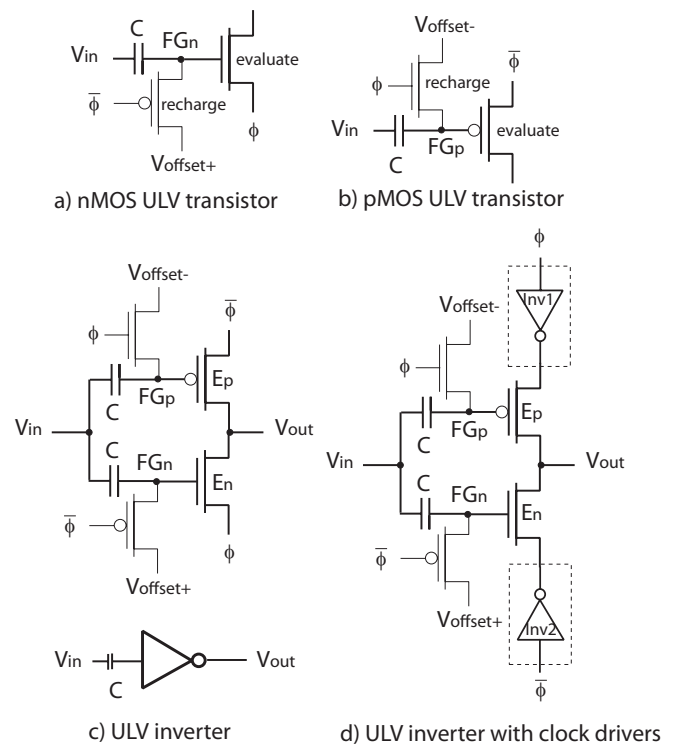 ϕ
C
FGn
Vin
evaluate
ϕ̅
recharge
ϕ
Voffset+
a) nMOS ULV transistor
Voffset-
ϕ̅
ϕ
recharge
Vin
evaluate
C
FGp
b) pMOS ULV transistor
Voffset-
ϕ̅
ϕ
C
FGp
Ep
Vin
Vout
C
FGn
En
ϕ̅
ϕ
Voffset+
Vin
Vout
C
c) ULV inverter
ϕ
Inv1
Voffset-
ϕ
Ep
C
FGp
Vin
Vout
C
FGn
En
ϕ̅
Voffset+
Inv2
ϕ̅
d) ULV inverter with clock drivers